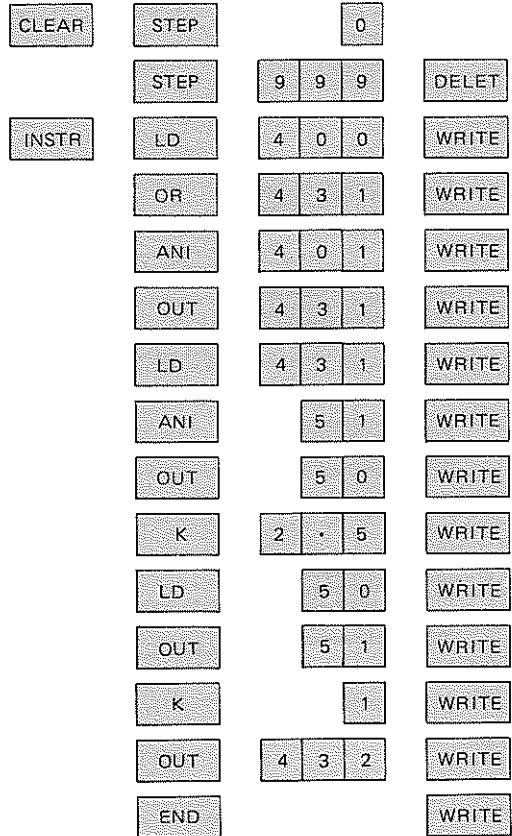 CLEAR STEP 0
STEP 9 9 9 DELET
INSTR LD 4 0 0 WRITE
OR 4 3 1 WRITE
ANI 4 0 1 WRITE
OUT 4 3 1 WRITE
LD 4 3 1 WRITE
ANI 5 1 WRITE
OUT 5 0 WRITE
K 2 · 5 WRITE
LD 5 0 WRITE
OUT 5 1 WRITE
K 1 WRITE
OUT 4 3 2 WRITE
END WRITE